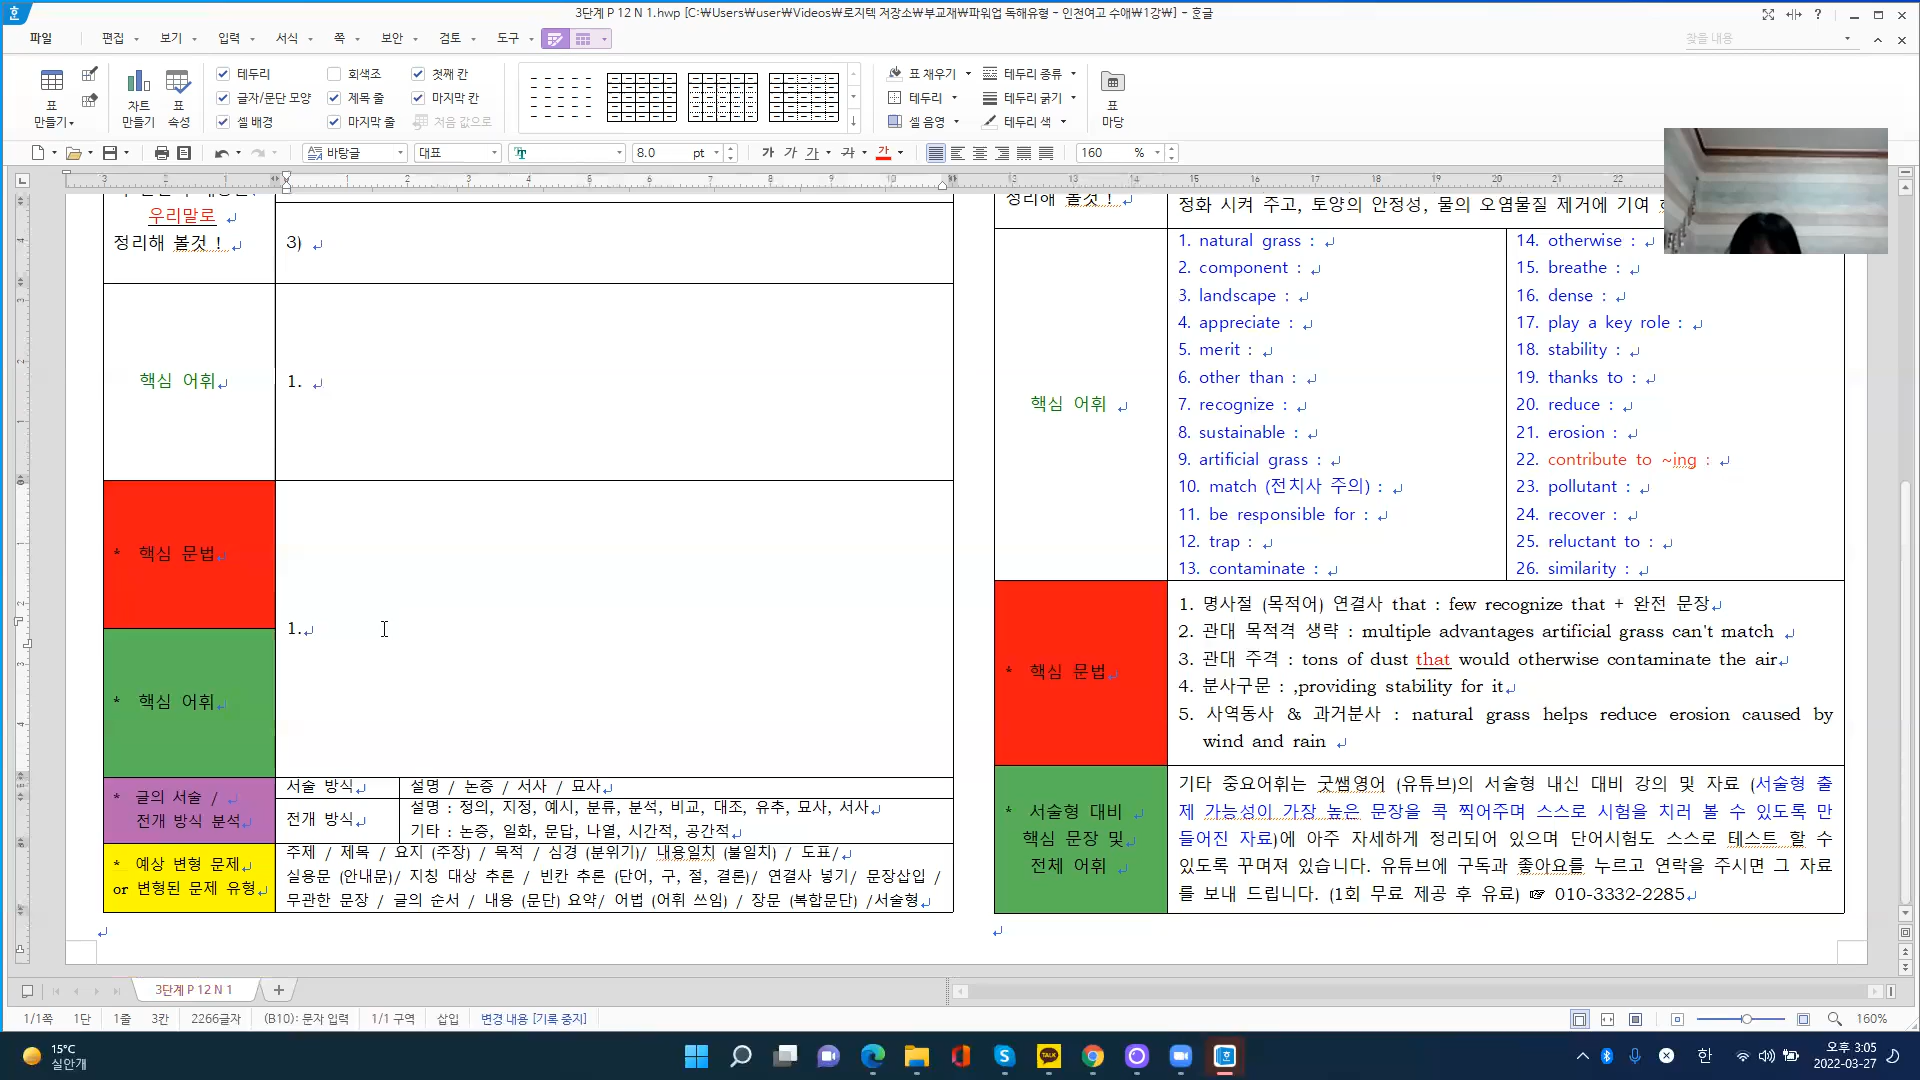 3단계 P 12 N 1.hwp [C:₩Users₩user₩Videos₩로지텍 저장소₩부교재₩파워업 독해유형 - 인천여고 수애₩1강₩] - 한글
파일 편집 보기 입력 서식 쪽 보안 검토 도구
찾을 내용
표 만들기
차트 만들기
표 속성
테두리 회색조 첫째 칸
글자/문단 모양 제목 줄 마지막 칸
셀 배경 마지막 줄 처음 값으로
표 채우기 테두리 종류
테두리 테두리 굵기
셀 음영 테두리 색
표 마당
바탕글 대표 8.0 pt 가 가 가 가 가 160 %
우리말로
정리해 볼것 !
3)
핵심 어휘
1.
* 핵심 문법
1.
* 핵심 어휘
* 글의 서술 /
전개 방식 분석
서술 방식 설명 / 논증 / 서사 / 묘사
전개 방식 설명 : 정의, 지정, 예시, 분류, 분석, 비교, 대조, 유추, 묘사, 서사
기타 : 논증, 일화, 문답, 나열, 시간적, 공간적
* 예상 변형 문제
or 변형된 문제 유형
주제 / 제목 / 요지 (주장) / 목적 / 심경 (분위기)/ 내용일치 (불일치) / 도표/
실용문 (안내문)/ 지칭 대상 추론 / 빈칸 추론 (단어, 구, 절, 결론)/ 연결사 넣기/ 문장삽입 /
무관한 문장 / 글의 순서 / 내용 (문단) 요약/ 어법 (어휘 쓰임) / 장문 (복합문단) /서술형
정리해 볼것 !
정화 시켜 주고, 토양의 안정성, 물의 오염물질 제거에 기여
핵심 어휘
1. natural grass :
2. component :
3. landscape :
4. appreciate :
5. merit :
6. other than :
7. recognize :
8. sustainable :
9. artificial grass :
10. match (전치사 주의) :
11. be responsible for :
12. trap :
13. contaminate :
14. otherwise :
15. breathe :
16. dense :
17. play a key role :
18. stability :
19. thanks to :
20. reduce :
21. erosion :
22. contribute to ~ing :
23. pollutant :
24. recover :
25. reluctant to :
26. similarity :
* 핵심 문법
1. 명사절 (목적어) 연결사 that : few recognize that + 완전 문장
2. 관대 목적격 생략 : multiple advantages artificial grass can't match
3. 관대 주격 : tons of dust that would otherwise contaminate the air
4. 분사구문 : ,providing stability for it
5. 사역동사 & 과거분사 : natural grass helps reduce erosion caused by
wind and rain
* 서술형 대비
핵심 문장 및
전체 어휘
기타 중요어휘는 굿쌤영어 (유튜브)의 서술형 내신 대비 강의 및 자료 (서술형 출
제 가능성이 가장 높은 문장을 콕 찍어주며 스스로 시험을 치러 볼 수 있도록 만
들어진 자료)에 아주 자세하게 정리되어 있으며 단어시험도 스스로 테스트 할 수
있도록 꾸며져 있습니다. 유튜브에 구독과 좋아요를 누르고 연락을 주시면 그 자료
를 보내 드립니다. (1회 무료 제공 후 유료) ☞ 010-3332-2285
3단계 P 12 N 1
1/1쪽 1단 1줄 3칸 2266글자 (B10): 문자 입력 1/1 구역 삽입 변경 내용 [기록 중지] 160%
15°C
실안개
TALK
한
오후 3:05
2022-03-27